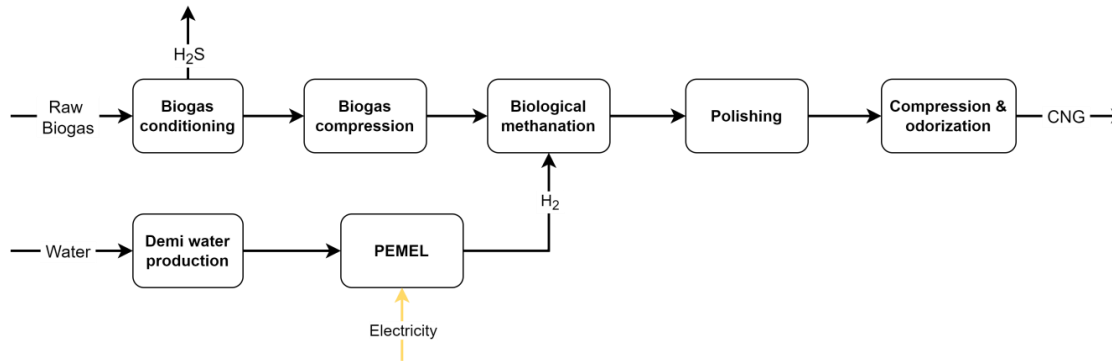 H₂S
Raw
Biogas
Biogas
conditioning
Biogas
compression
Biological
methanation
Polishing
Compression &
odorization
CNG
H₂
Water
Demi water
production
PEMEL
Electricity